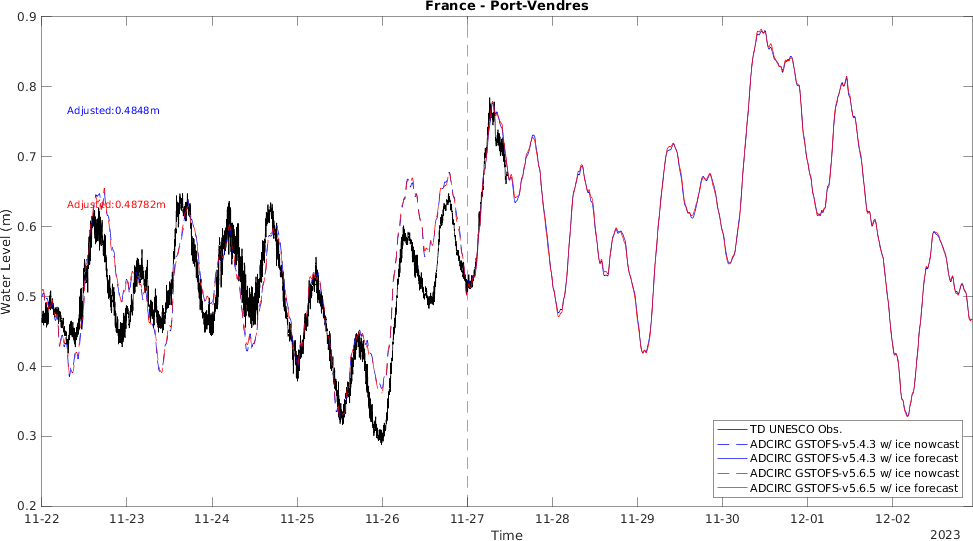 France - Port-Vendres
0.9
0.8
0.7
0.6
0.5
0.4
0.3
0.2
Water Level (m)
Adjusted:0.4848m
Adjusted:0.48782m
TD UNESCO Obs.
ADCIRC GSTOFS-v5.4.3 w/ ice nowcast
ADCIRC GSTOFS-v5.4.3 w/ ice forecast
ADCIRC GSTOFS-v5.6.5 w/ ice nowcast
ADCIRC GSTOFS-v5.6.5 w/ ice forecast
11-22 11-23 11-24 11-25 11-26 11-27 11-28 11-29 11-30 12-01 12-02
Time
2023